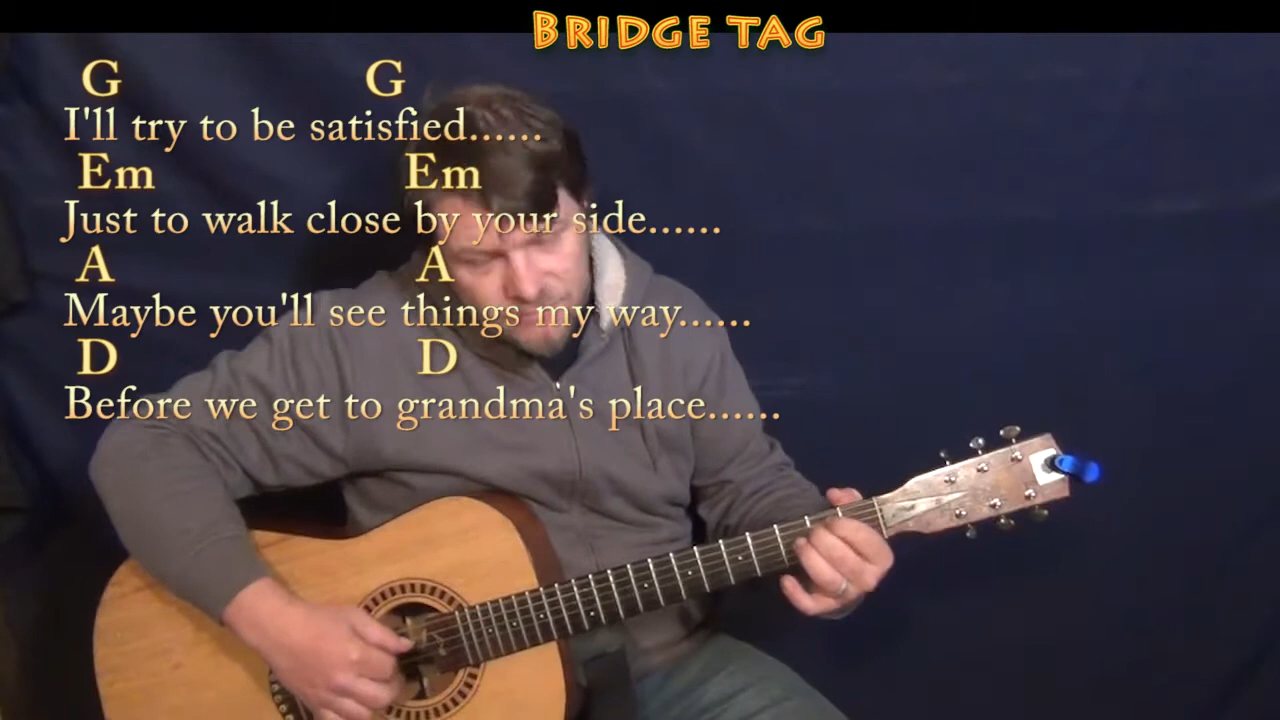 BRIDGE TAG
G G
I'll try to be satisfied......
Em Em
Just to walk close by your side......
A A
Maybe you'll see things my way......
D D
Before we get to grandma's place......